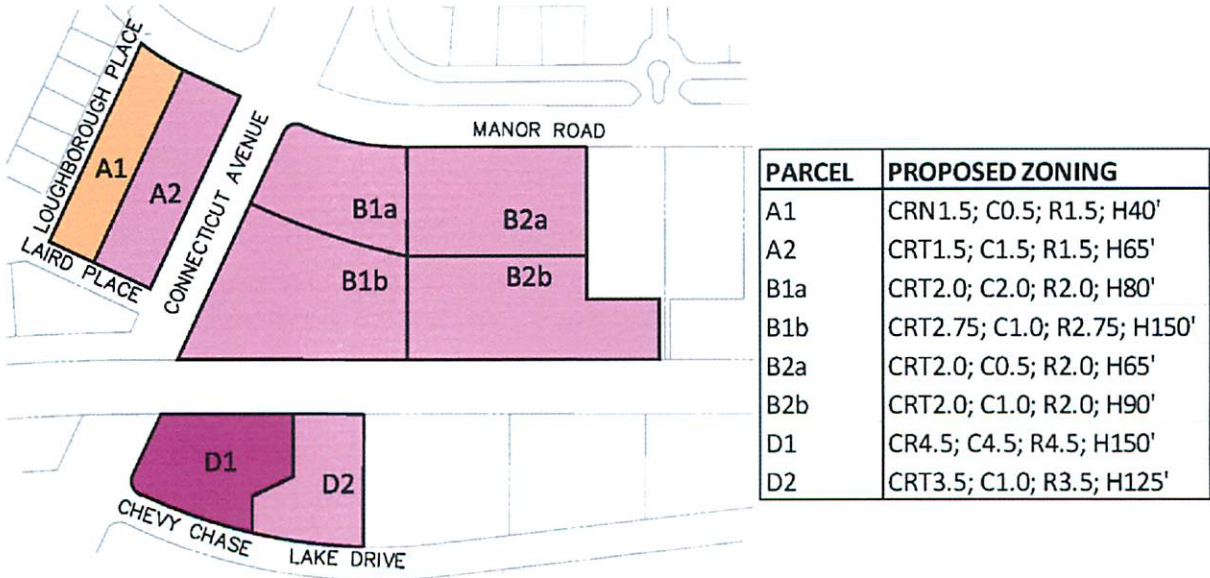 LOUGHBOROUGH PLACE
A1
A2
LAIRD PLACE
CONNECTICUT AVENUE
MANOR ROAD
B1a
B2a
B1b
B2b
D1
D2
CHEVY CHASE LAKE DRIVE
PARCEL PROPOSED ZONING
A1 CRN1.5; C0.5; R1.5; H40'
A2 CRT1.5; C1.5; R1.5; H65'
B1a CRT2.0; C2.0; R2.0; H80'
B1b CRT2.75; C1.0; R2.75; H150'
B2a CRT2.0; C0.5; R2.0; H65'
B2b CRT2.0; C1.0; R2.0; H90'
D1 CR4.5; C4.5; R4.5; H150'
D2 CRT3.5; C1.0; R3.5; H125'